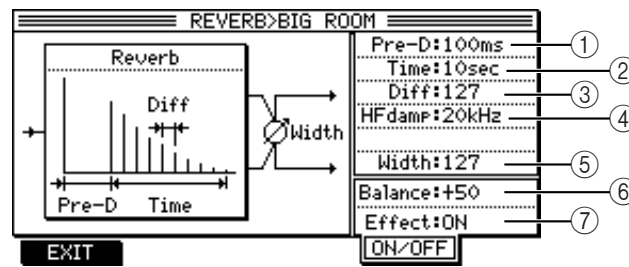 REVERB>BIG ROOM
Reverb
Diff
Pre-D
Time
Width
Pre-D:100ms
Time:10sec
Diff:127
HFdamp:20kHz
Width:127
Balance:+50
Effect:ON
EXIT
ON/OFF
①
②
③
④
⑤
⑥
⑦